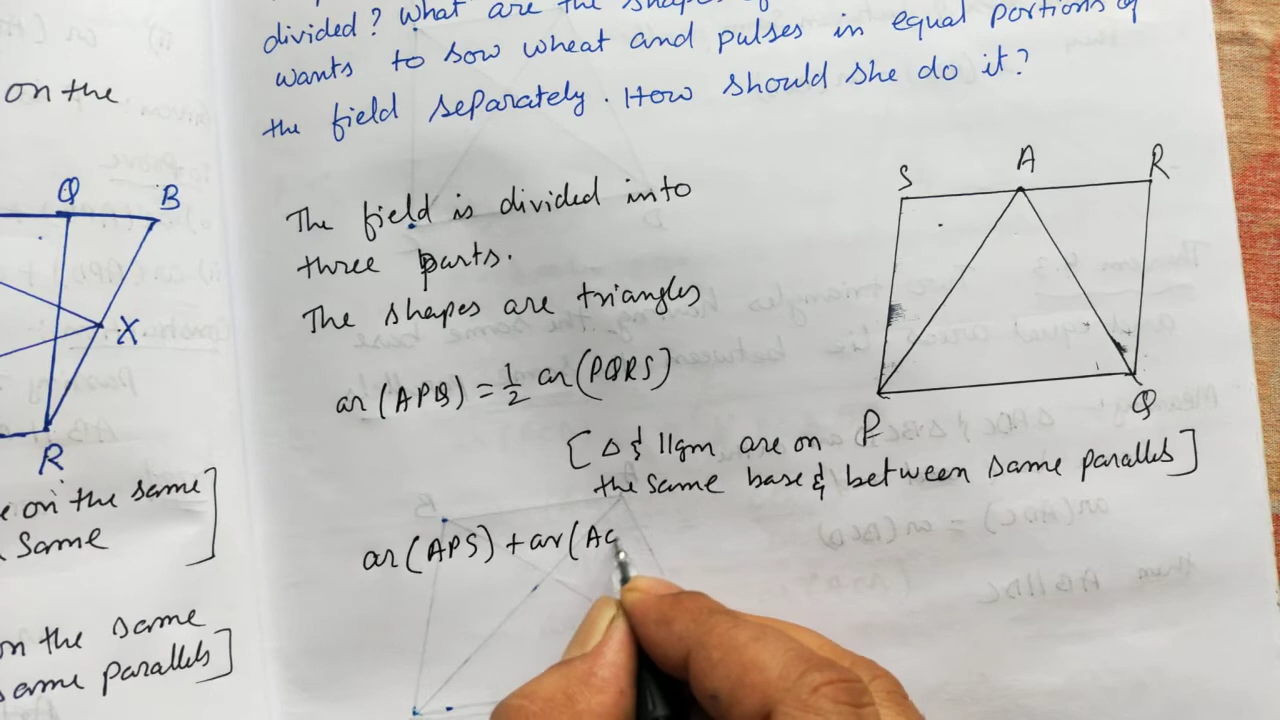 divided? What are the shapes
wants to sow wheat and pulses in equal portions of
the field separately. How should she do it?
on the
Q B
X
R
on the same
same
on the same
same parallels]
The field is divided into
three parts.
The shapes are triangles
ar (APQ) = 1/2 ar (PQRS)
[Δ & llgm are on
the same base & between same parallels]
ar (APS) + ar (AQ
S A R
P Q